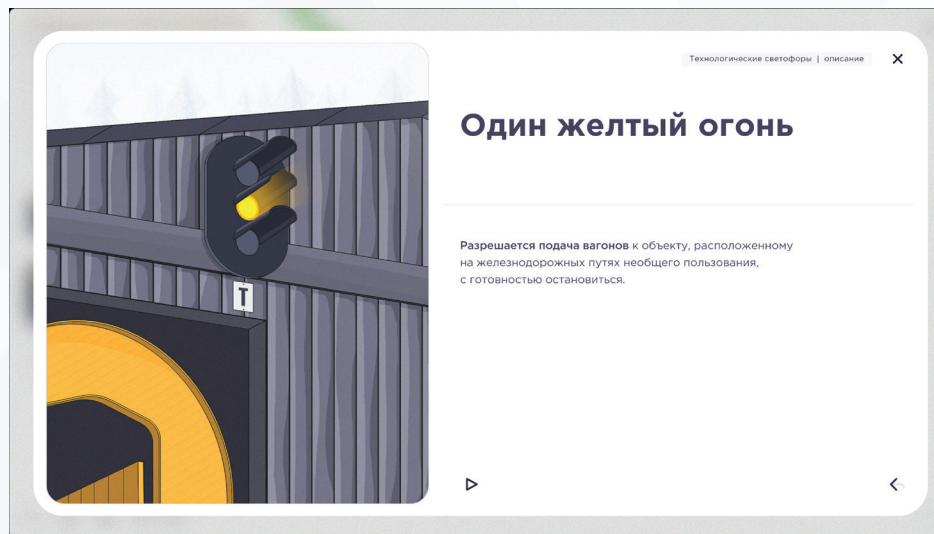 Технологические светофоры | описание
Один желтый огонь
Разрешается подача вагонов к объекту, расположенному
на железнодорожных путях необщего пользования,
с готовностью остановиться.
Т